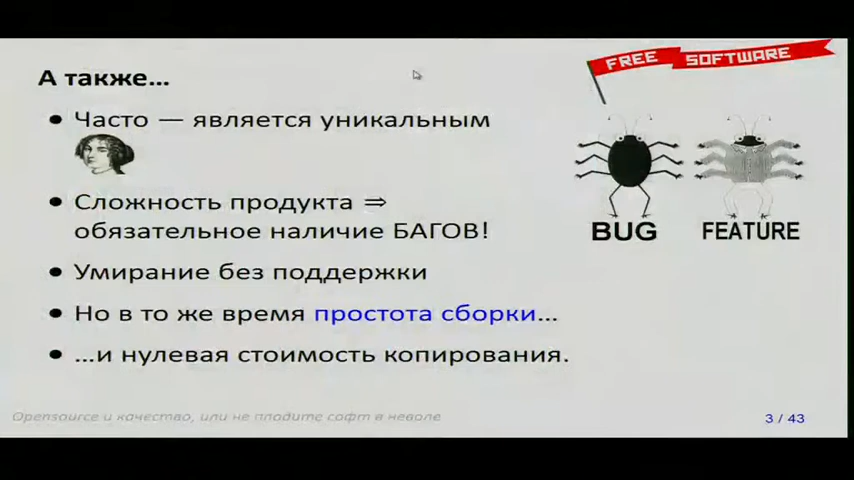 FREE SOFTWARE
А также...
Часто — является уникальным
Сложность продукта ⇒
обязательное наличие БАГОВ!
Умирание без поддержки
Но в то же время простота сборки...
...и нулевая стоимость копирования.
BUG
FEATURE
Opensource и качество, или не плодите софт в неволе
3 / 43